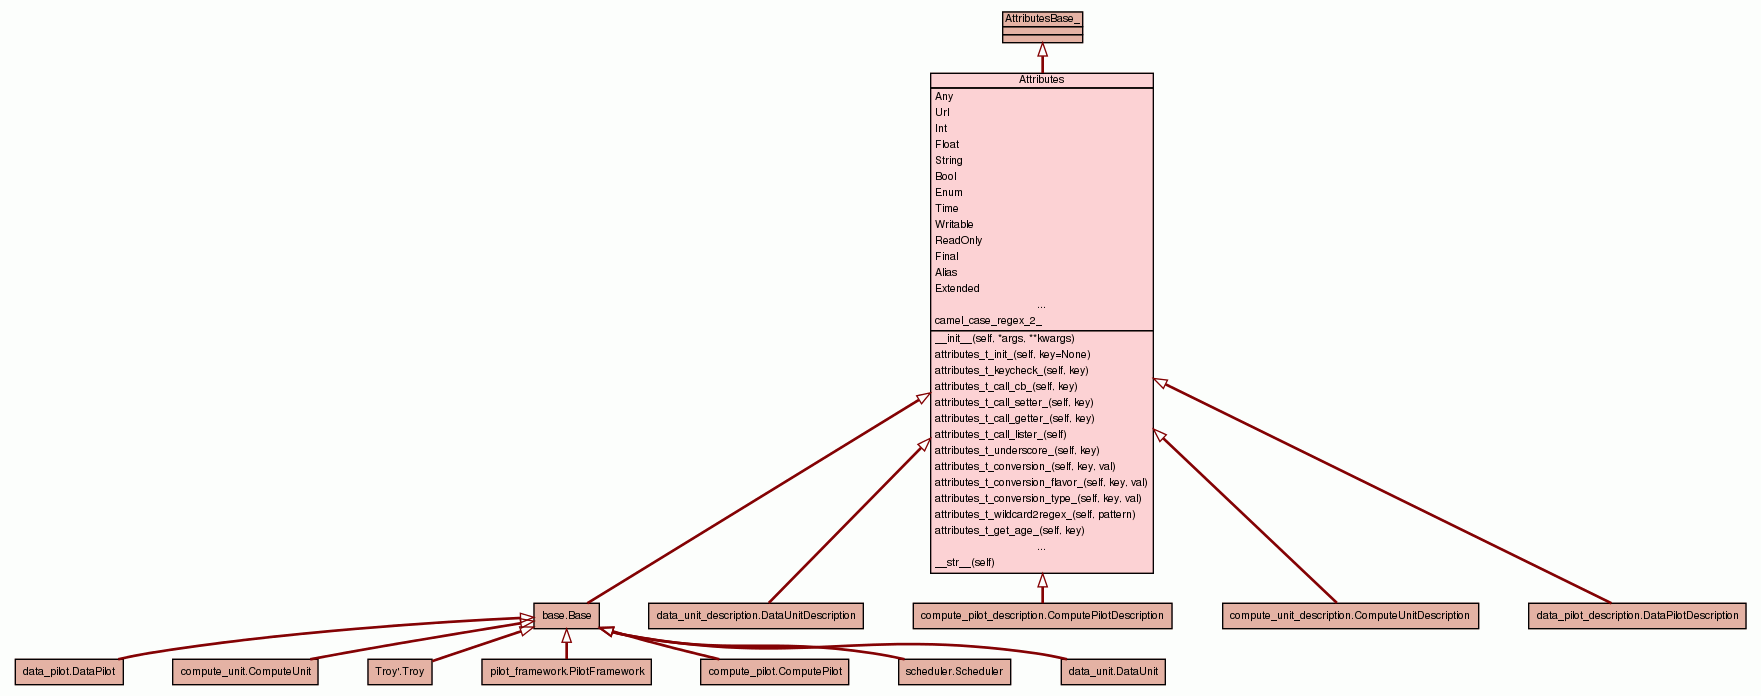 AttributesBase_
Attributes
Any
Url
Int
Float
String
Bool
Enum
Time
Writable
ReadOnly
Final
Alias
Extended
...
camel_case_regex_2_
__init__(self, *args, **kwargs)
attributes_t_init_(self, key=None)
attributes_t_keycheck_(self, key)
attributes_t_call_cb_(self, key)
attributes_t_call_setter_(self, key)
attributes_t_call_getter_(self, key)
attributes_t_call_lister_(self)
attributes_t_underscore_(self, key)
attributes_t_conversion_(self, key, val)
attributes_t_conversion_flavor_(self, key, val)
attributes_t_conversion_type_(self, key, val)
attributes_t_wildcard2regex_(self, pattern)
attributes_t_get_age_(self, key)
...
__str__(self)
base.Base
data_unit_description.DataUnitDescription
compute_pilot_description.ComputePilotDescription
compute_unit_description.ComputeUnitDescription
data_pilot_description.DataPilotDescription
data_pilot.DataPilot
compute_unit.ComputeUnit
Troy'.Troy
pilot_framework.PilotFramework
compute_pilot.ComputePilot
scheduler.Scheduler
data_unit.DataUnit